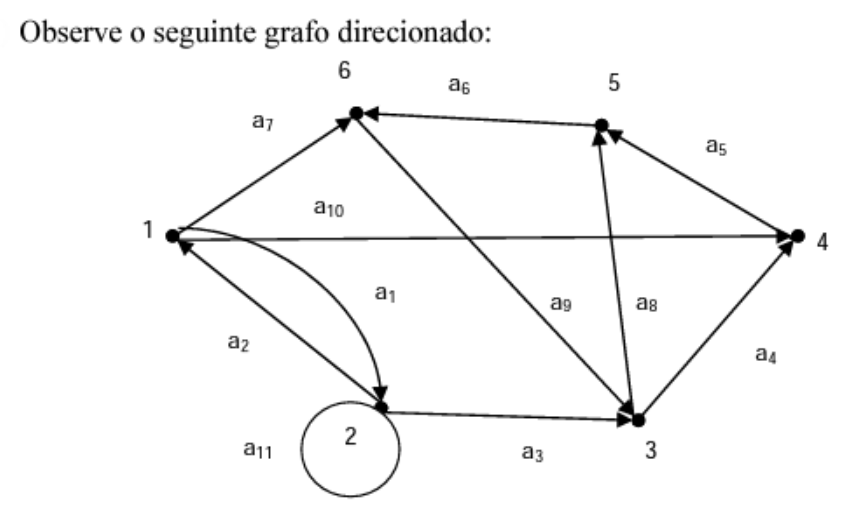 Observe o seguinte grafo direcionado:
6
a6
5
a7
a5
a10
1
4
a1
a9
a8
a2
a4
2
a11
a3
3